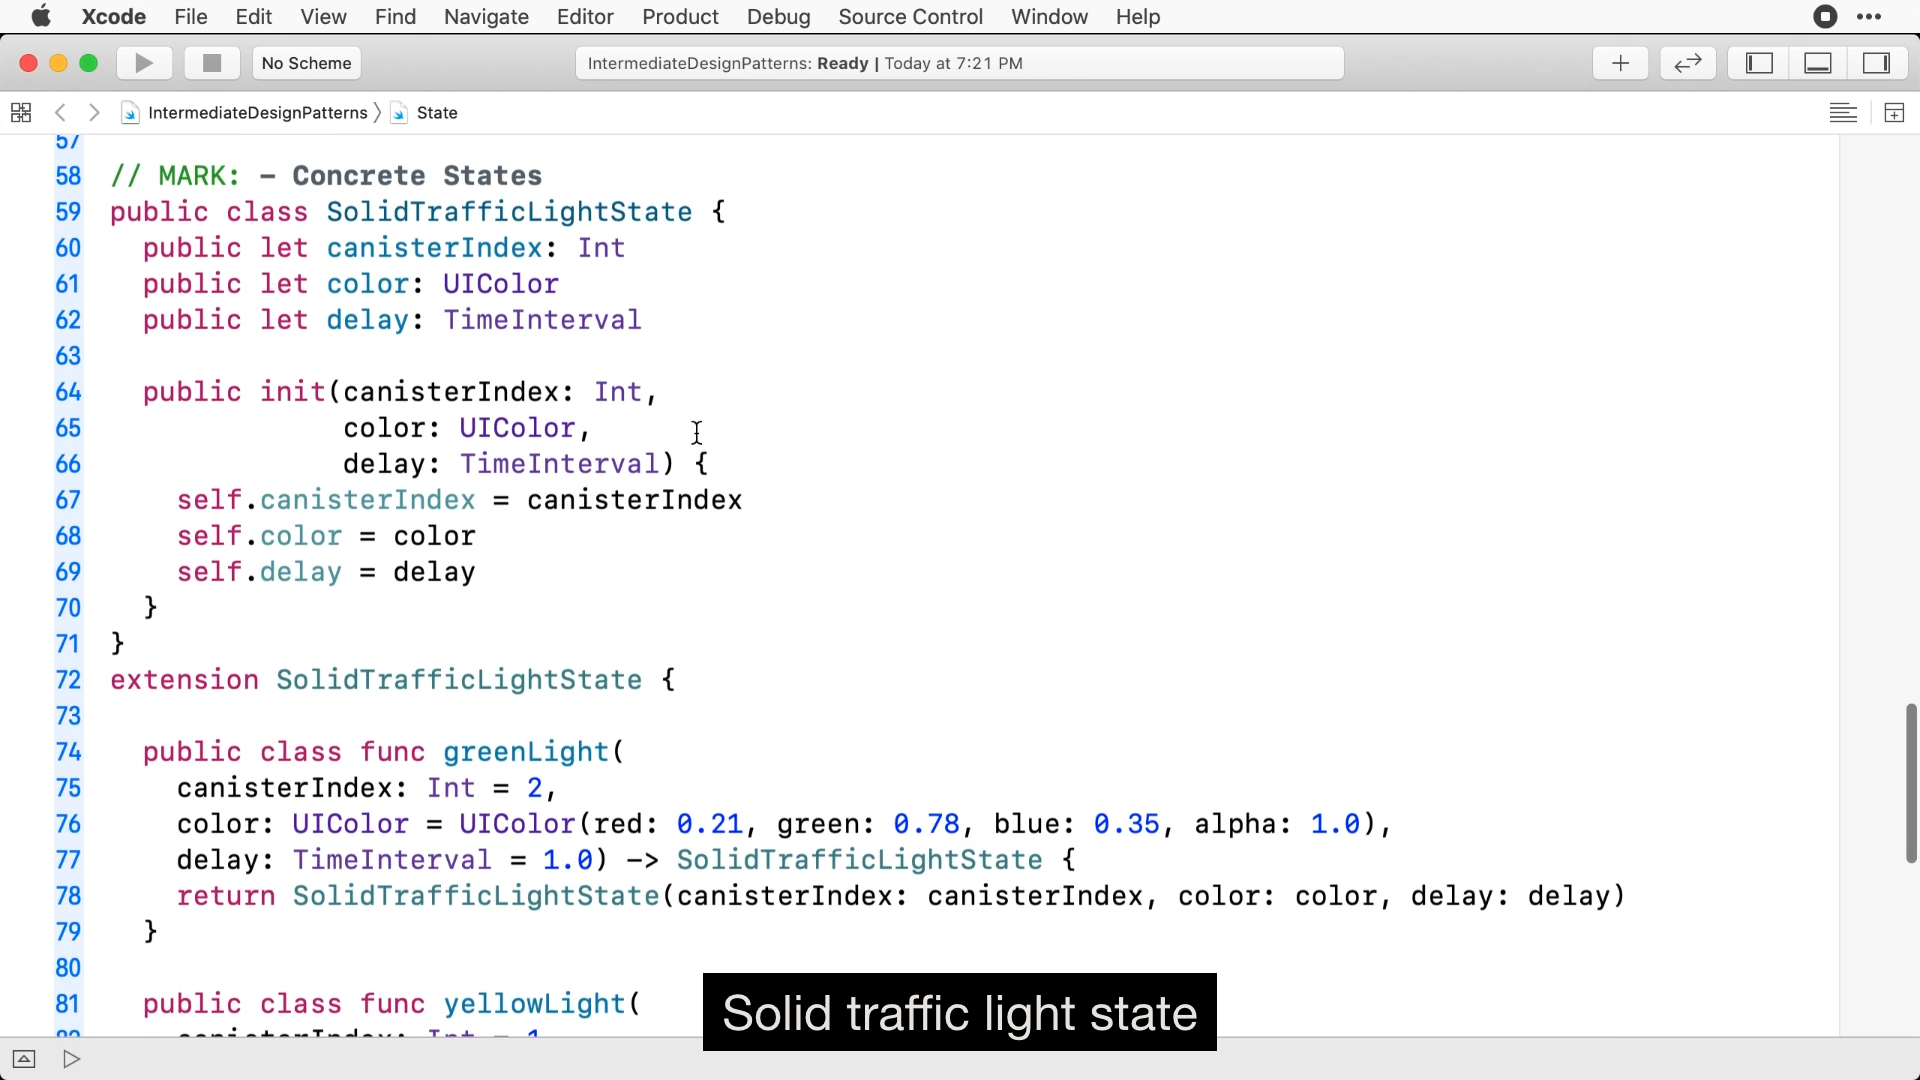 Xcode File Edit View Find Navigate Editor Product Debug Source Control Window Help
No Scheme
IntermediateDesignPatterns: Ready | Today at 7:21 PM
IntermediateDesignPatterns 〉 State
57
58 // MARK: - Concrete States
59 public class SolidTrafficLightState {
60 public let canisterIndex: Int
61 public let color: UIColor
62 public let delay: TimeInterval
63
64 public init(canisterIndex: Int,
65 color: UIColor,
66 delay: TimeInterval) {
67 self.canisterIndex = canisterIndex
68 self.color = color
69 self.delay = delay
70 }
71 }
72 extension SolidTrafficLightState {
73
74 public class func greenLight(
75 canisterIndex: Int = 2,
76 color: UIColor = UIColor(red: 0.21, green: 0.78, blue: 0.35, alpha: 1.0),
77 delay: TimeInterval = 1.0) -> SolidTrafficLightState {
78 return SolidTrafficLightState(canisterIndex: canisterIndex, color: color, delay: delay)
79 }
80
81 public class func yellowLight(
82 canisterIndex: Int = 1
Solid traffic light state